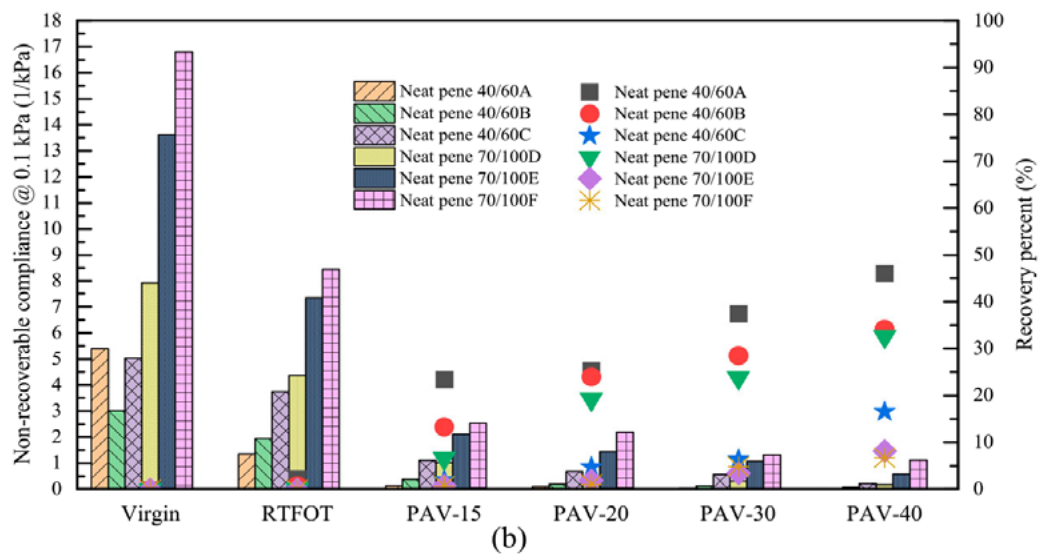 Non-recoverable compliance @ 0.1 kPa (1/kPa)
18
17
16
15
14
13
12
11
10
9
8
7
6
5
4
3
2
1
0
Neat pene 40/60A
Neat pene 40/60B
Neat pene 40/60C
Neat pene 70/100D
Neat pene 70/100E
Neat pene 70/100F
Neat pene 40/60A
Neat pene 40/60B
Neat pene 40/60C
Neat pene 70/100D
Neat pene 70/100E
Neat pene 70/100F
100
90
80
70
60
50
40
30
20
10
0
Recovery percent (%)
Virgin RTFOT PAV-15 PAV-20 PAV-30 PAV-40
(b)